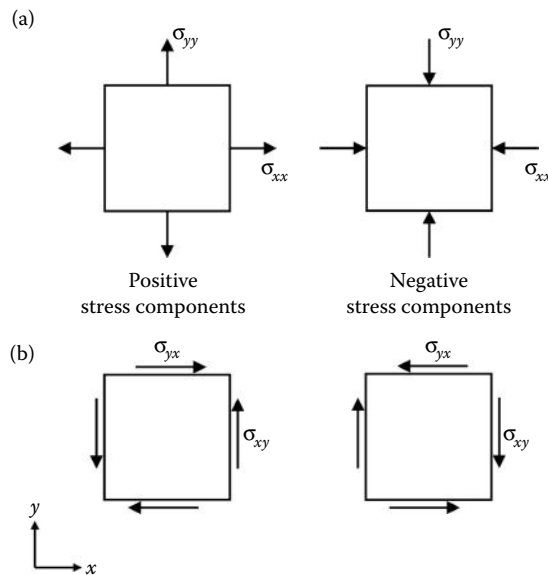 (a)
σyy
σyy
σxx
σxx
Positive
stress components
Negative
stress components
(b)
σyx
σyx
σxy
σxy
y
x